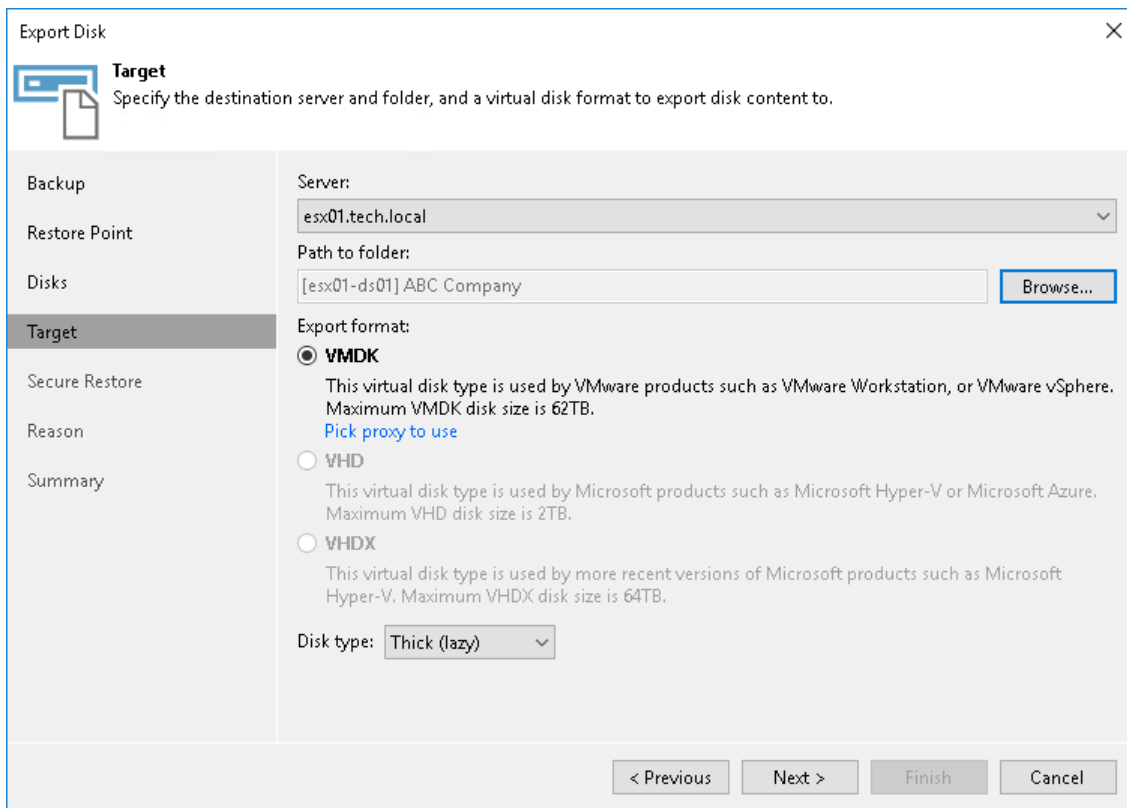 Export Disk
Target
Specify the destination server and folder, and a virtual disk format to export disk content to.
Backup
Restore Point
Disks
Target
Secure Restore
Reason
Summary
Server:
esx01.tech.local
Path to folder:
[esx01-ds01] ABC Company
Browse...
Export format:
VMDK
This virtual disk type is used by VMware products such as VMware Workstation, or VMware vSphere.
Maximum VMDK disk size is 62TB.
Pick proxy to use
VHD
This virtual disk type is used by Microsoft products such as Microsoft Hyper-V or Microsoft Azure.
Maximum VHD disk size is 2TB.
VHDX
This virtual disk type is used by more recent versions of Microsoft products such as Microsoft
Hyper-V. Maximum VHDX disk size is 64TB.
Disk type: Thick (lazy)
< Previous
Next >
Finish
Cancel